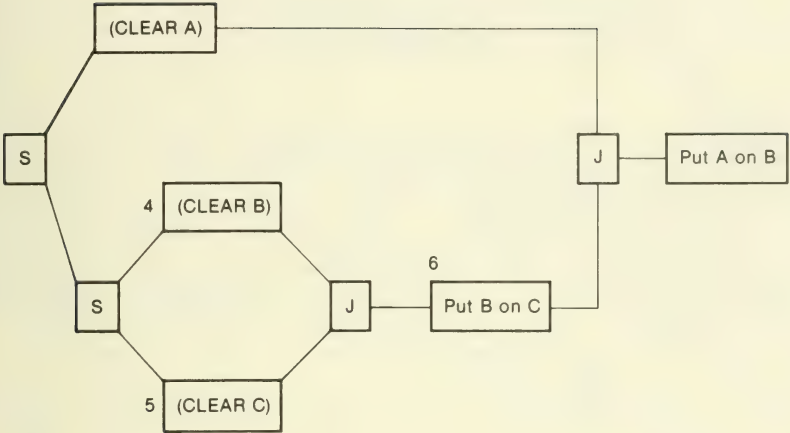 (CLEAR A)
S
J
Put A on B
4
(CLEAR B)
6
S
J
Put B on C
5
(CLEAR C)